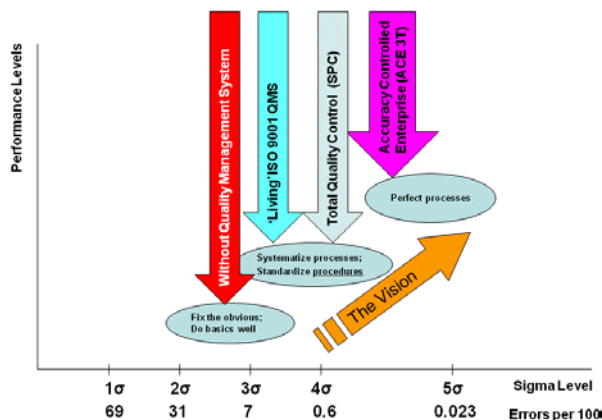 Performance Levels
Without Quality Management System
'Living' ISO 9001 QMS
Total Quality Control (SPC)
Accuracy Controlled
Enterprise (ACE 3T)
Perfect processes
Systematize processes;
Standardize procedures
Fix the obvious;
Do basics well
The Vision
1σ 2σ 3σ 4σ 5σ Sigma Level
69 31 7 0.6 0.023 Errors per 100